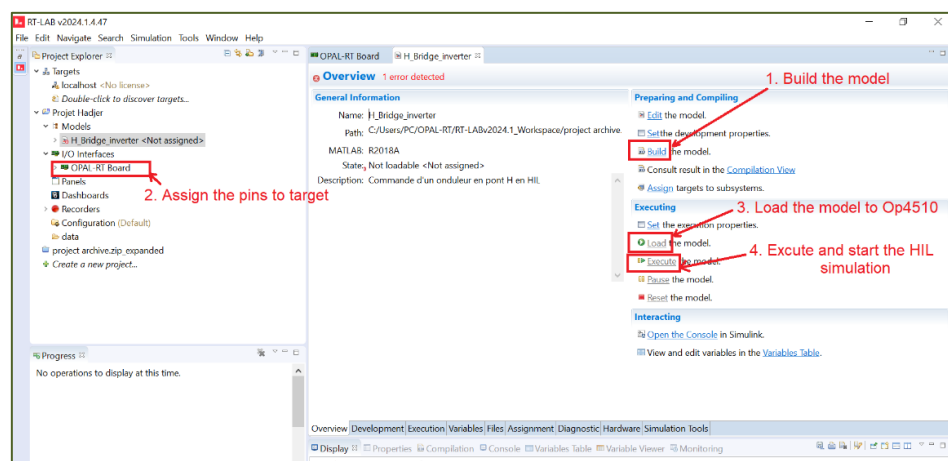 RT-LAB v2024.1.4.47
File Edit Navigate Search Simulation Tools Window Help
Project Explorer
Targets
localhost <No license>
Double-click to discover targets...
Projet Hadjer
Models
H_Bridge_inverter <Not assigned>
I/O Interfaces
OPAL-RT Board
2. Assign the pins to target
Panels
Dashboards
Recorders
Configuration (Default)
data
project archive.zip_expanded
Create a new project...
Progress
No operations to display at this time.
OPAL-RT Board H_Bridge_inverter
Overview 1 error detected
General Information
Name: H_Bridge_inverter
Path: C:/Users/PC/OPAL-RT/RT-LABv2024.1_Workspace/project archive.
MATLAB: R2018A
State: Not loadable <Not assigned>
Description: Commande d'un onduleur en pont H en HIL
1. Build the model
Preparing and Compiling
Edit the model.
Set the development properties.
Build the model.
Consult result in the Compilation View
Assign targets to subsystems.
Executing
3. Load the model to Op4510
Set the execution properties.
Load the model.
4. Excute and start the HIL
simulation
Execute the model.
Pause the model.
Reset the model.
Interacting
Open the Console in Simulink.
View and edit variables in the Variables Table.
Overview Development Execution Variables Files Assignment Diagnostic Hardware Simulation Tools
Display Properties Compilation Console Variables Table Variable Viewer Monitoring